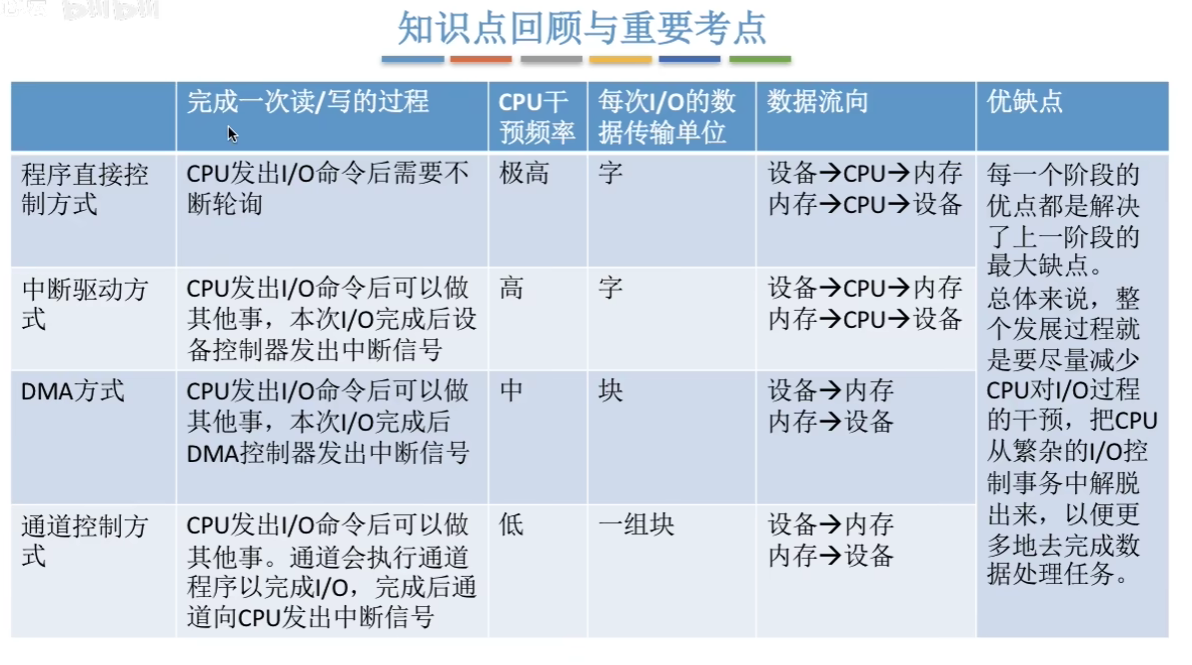 知识点回顾与重要考点
完成一次读/写的过程
CPU干
预频率
每次I/O的数
据传输单位
数据流向
优缺点
程序直接控
制方式
CPU发出I/O命令后需要不
断轮询
极高
字
设备→CPU→内存
内存→CPU→设备
每一个阶段的
优点都是解决
了上一阶段的
最大缺点。
总体来说，整
个发展过程就
是要尽量减少
CPU对I/O过程
的干预，把CPU
从繁杂的I/O控
制事务中解脱
出来，以便更
多地去完成数
据处理任务。
中断驱动方
式
CPU发出I/O命令后可以做
其他事，本次I/O完成后设
备控制器发出中断信号
高
字
设备→CPU→内存
内存→CPU→设备
DMA方式
CPU发出I/O命令后可以做
其他事，本次I/O完成后
DMA控制器发出中断信号
中
块
设备→内存
内存→设备
通道控制方
式
CPU发出I/O命令后可以做
其他事。通道会执行通道
程序以完成I/O，完成后通
道向CPU发出中断信号
低
一组块
设备→内存
内存→设备